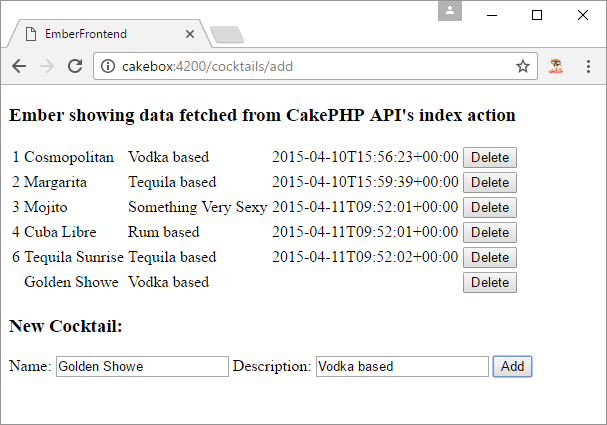 EmberFrontend
cakebox:4200/cocktails/add
Ember showing data fetched from CakePHP API's index action
1 Cosmopolitan Vodka based 2015-04-10T15:56:23+00:00 Delete
2 Margarita Tequila based 2015-04-10T15:59:39+00:00 Delete
3 Mojito Something Very Sexy 2015-04-11T09:52:01+00:00 Delete
4 Cuba Libre Rum based 2015-04-11T09:52:01+00:00 Delete
6 Tequila Sunrise Tequila based 2015-04-11T09:52:02+00:00 Delete
Golden Showe Vodka based Delete
New Cocktail:
Name: Golden Showe Description: Vodka based Add